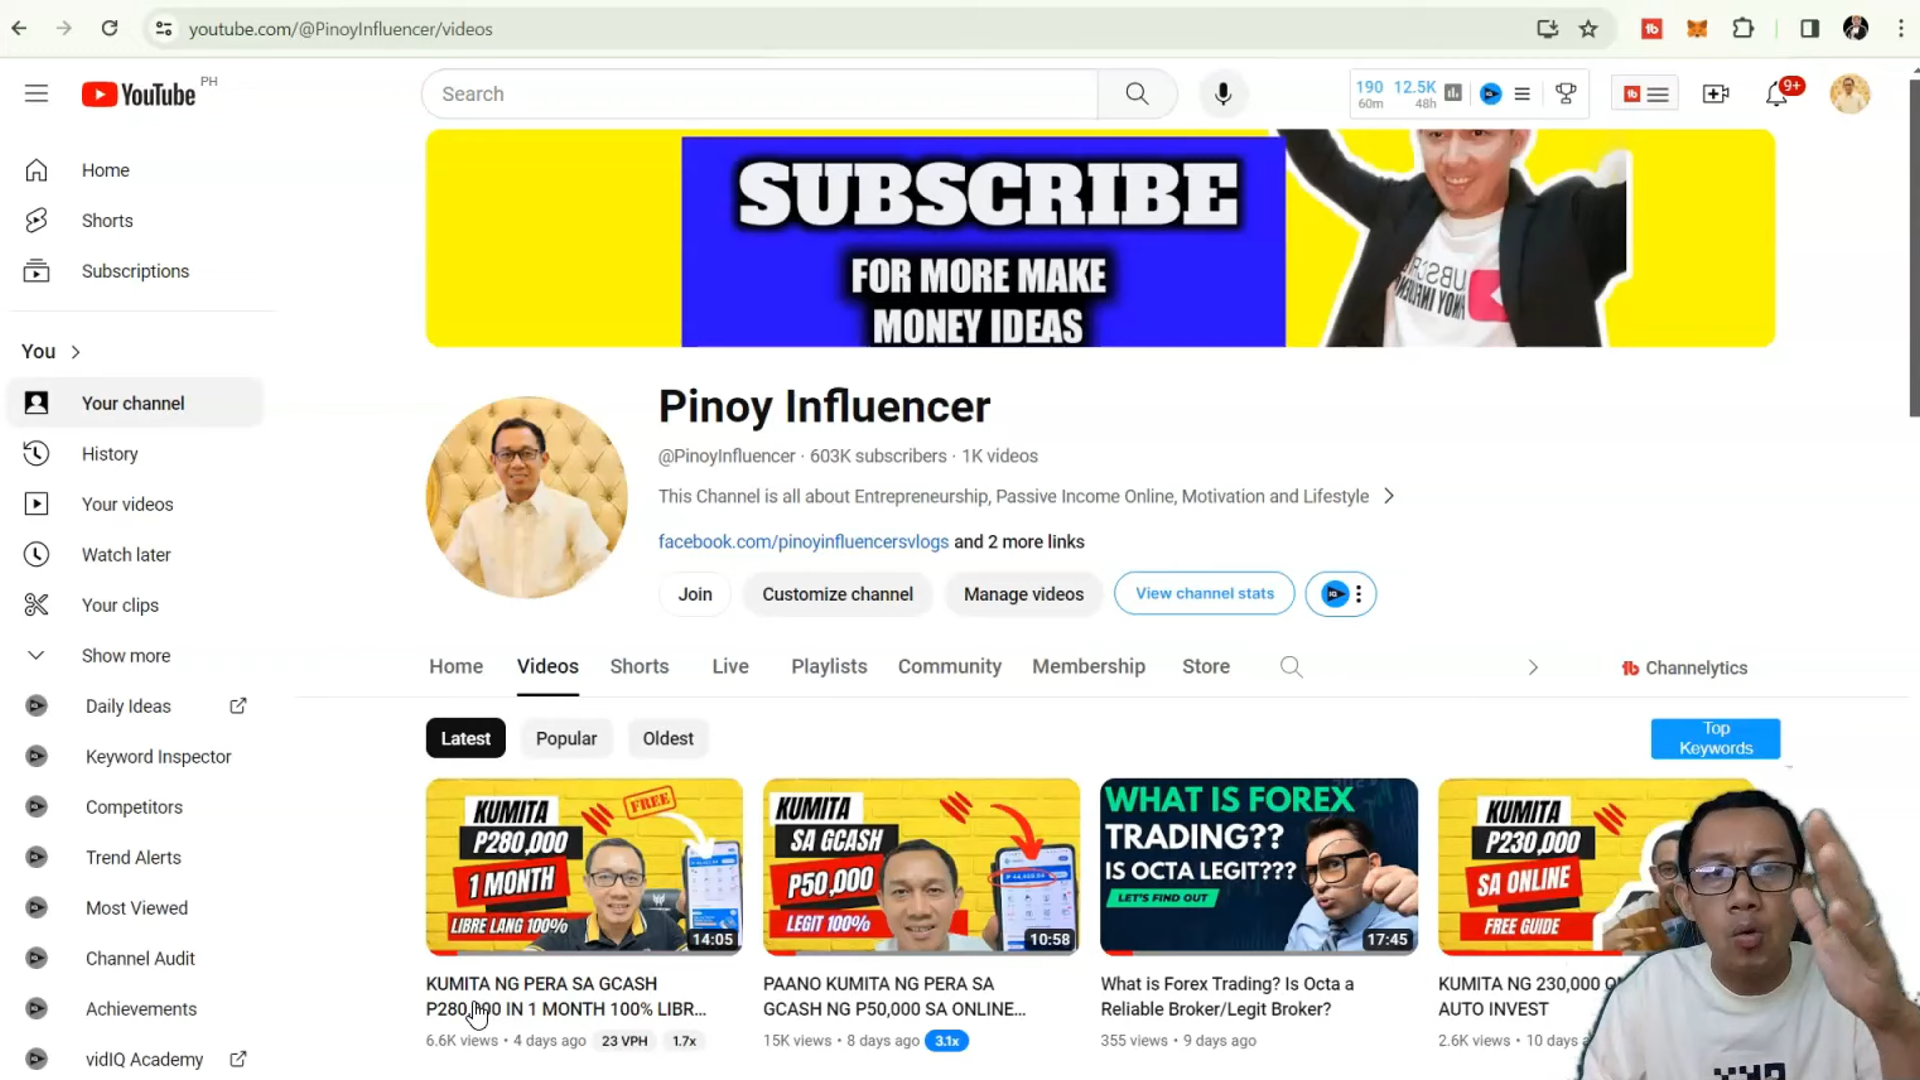 youtube.com/@PinoyInfluencer/videos
YouTube PH
Search
190 12.5K
60m 48h
9+
SUBSCRIBE
FOR MORE MAKE
MONEY IDEAS
Home
Shorts
Subscriptions
You
Your channel
History
Your videos
Watch later
Your clips
Show more
Daily Ideas
Keyword Inspector
Competitors
Trend Alerts
Most Viewed
Channel Audit
Achievements
vidIQ Academy
Pinoy Influencer
@PinoyInfluencer · 603K subscribers · 1K videos
This Channel is all about Entrepreneurship, Passive Income Online, Motivation and Lifestyle
facebook.com/pinoyinfluencersvlogs and 2 more links
Join
Customize channel
Manage videos
View channel stats
Home
Videos
Shorts
Live
Playlists
Community
Membership
Store
Channelytics
Latest
Popular
Oldest
Top
Keywords
KUMITA
FREE
P280,000
1 MONTH
LIBRE LANG 100%
14:05
KUMITA NG PERA SA GCASH
P280,000 IN 1 MONTH 100% LIBR...
6.6K views · 4 days ago 23 VPH 1.7x
KUMITA
SA GCASH
P50,000
LEGIT 100%
10:58
PAANO KUMITA NG PERA SA
GCASH NG P50,000 SA ONLINE...
15K views · 8 days ago 3.1x
WHAT IS FOREX
TRADING??
IS OCTA LEGIT???
LET'S FIND OUT
17:45
What is Forex Trading? Is Octa a
Reliable Broker/Legit Broker?
355 views · 9 days ago
KUMITA
P230,000
SA ONLINE
FREE GUIDE
KUMITA NG 230,000
AUTO INVEST
2.6K views · 10 days